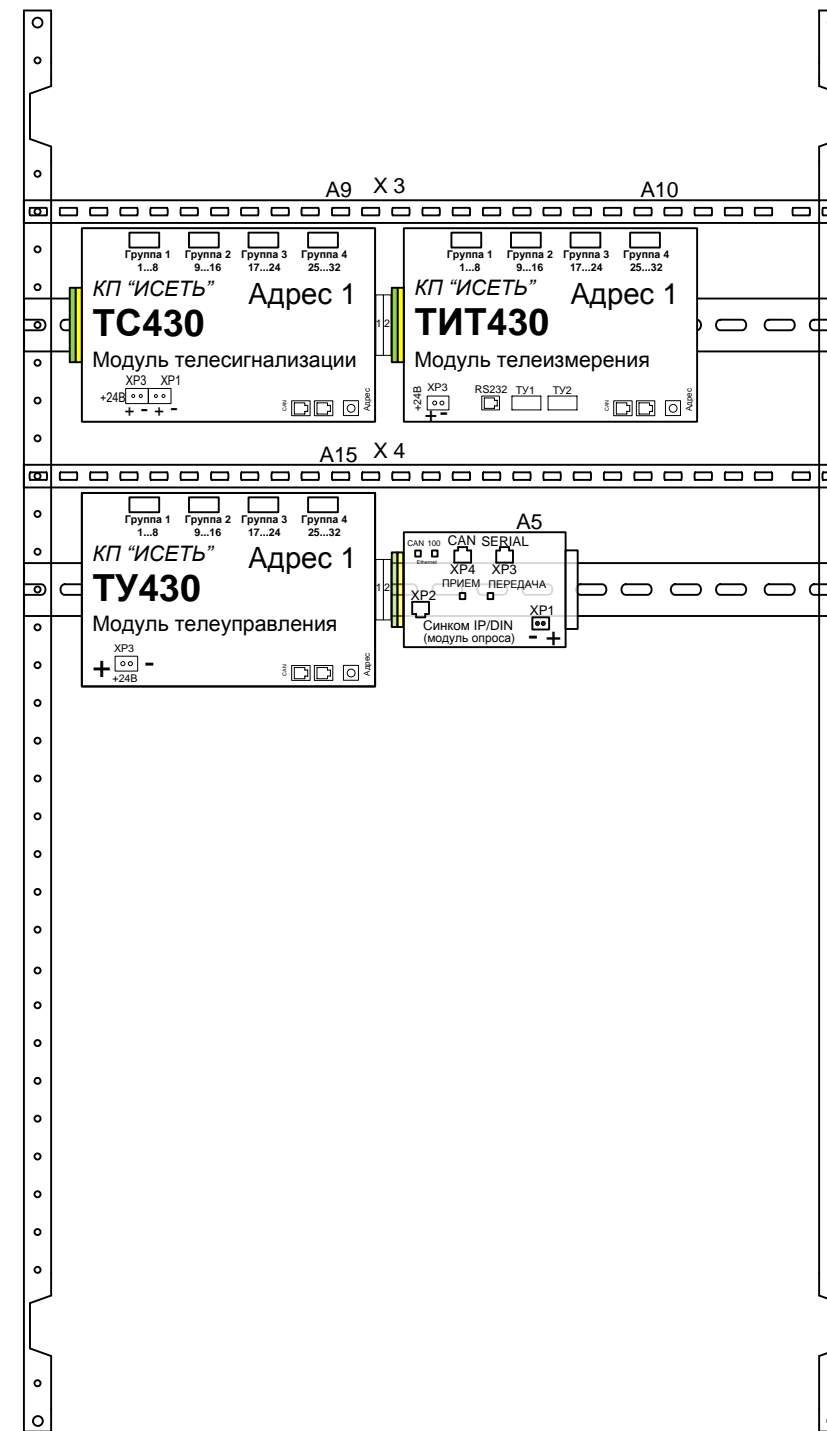 A9 X 3 A10
Группа 1 Группа 2 Группа 3 Группа 4
1...8 9...16 17...24 25...32
КП “ИСЕТЬ” Адрес 1
ТС430
Модуль телесигнализации
XP3 XP1
+24В
+ - + -
CAN
Адрес
1 2
Группа 1 Группа 2 Группа 3 Группа 4
1...8 9...16 17...24 25...32
КП “ИСЕТЬ” Адрес 1
ТИТ430
Модуль телеизмерения
+24В XP3 RS232 ТУ1 ТУ2
+ -
CAN
Адрес
A15 X 4
Группа 1 Группа 2 Группа 3 Группа 4
1...8 9...16 17...24 25...32
КП “ИСЕТЬ” Адрес 1
ТУ430
Модуль телеуправления
XP3
+ -
+24В
CAN
Адрес
1 2
A5
CAN 100 CAN SERIAL
Ethernet
XP4 XP3
ПРИЕМ ПЕРЕДАЧА
XP2
XP1
Синком IP/DIN
(модуль опроса)
- +